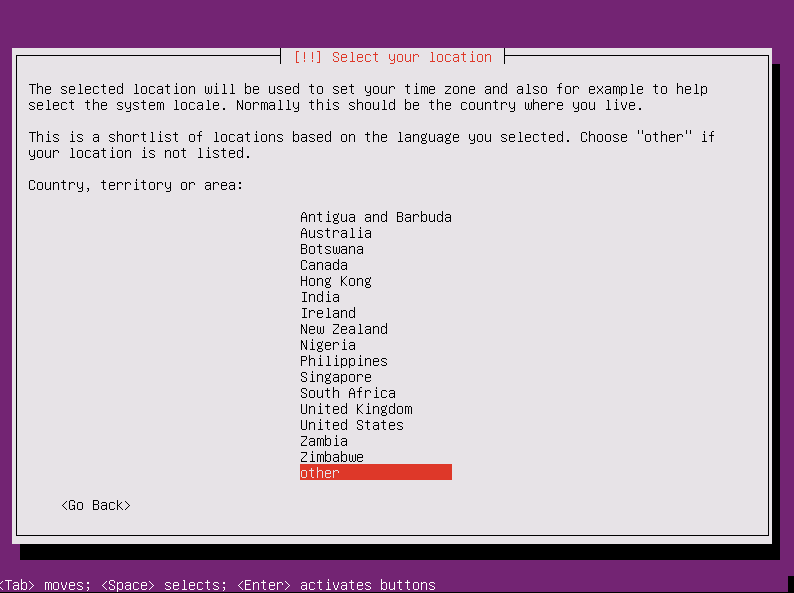 [!!] Select your location
The selected location will be used to set your time zone and also for example to help
select the system locale. Normally this should be the country where you live.
This is a shortlist of locations based on the language you selected. Choose "other" if
your location is not listed.
Country, territory or area:
Antigua and Barbuda
Australia
Botswana
Canada
Hong Kong
India
Ireland
New Zealand
Nigeria
Philippines
Singapore
South Africa
United Kingdom
United States
Zambia
Zimbabwe
other
<Go Back>
<Tab> moves; <Space> selects; <Enter> activates buttons